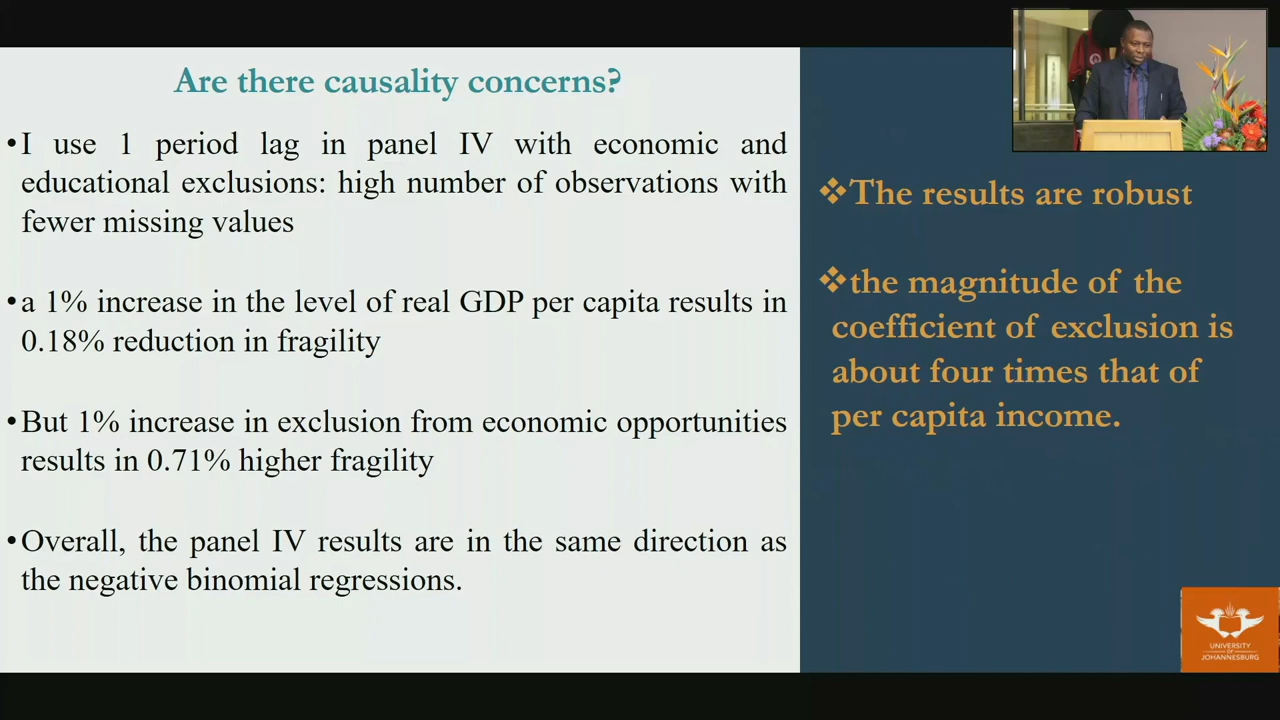 Are there causality concerns?
•I use 1 period lag in panel IV with economic and
educational exclusions: high number of observations with
fewer missing values
•a 1% increase in the level of real GDP per capita results in
0.18% reduction in fragility
•But 1% increase in exclusion from economic opportunities
results in 0.71% higher fragility
•Overall, the panel IV results are in the same direction as
the negative binomial regressions.
❖The results are robust
❖the magnitude of the
coefficient of exclusion is
about four times that of
per capita income.
UNIVERSITY
OF
JOHANNESBURG